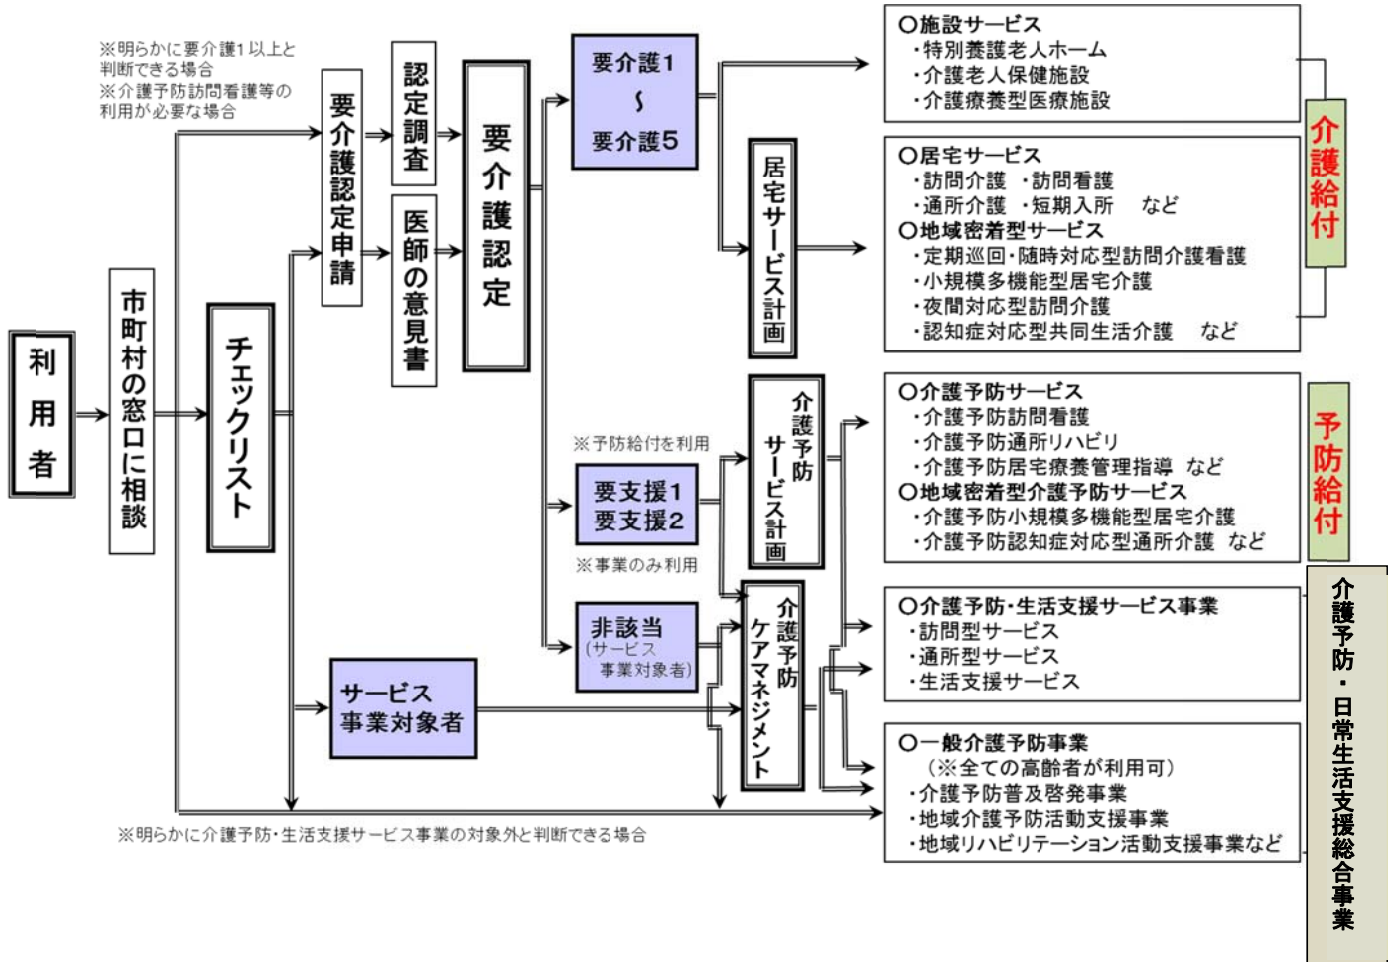 ※明らかに要介護1以上と
判断できる場合
※介護予防訪問看護等の
利用が必要な場合
利用者
市町村の窓口に相談
チェックリスト
要介護認定申請
認定調査
医師の意見書
要介護認定
要介護1
〜
要介護5
※予防給付を利用
要支援1
要支援2
※事業のみ利用
非該当
(サービス
事業対象者)
サービス
事業対象者
居宅サービス計画
介護予防
サービス計画
介護予防
ケアマネジメント
○施設サービス
・特別養護老人ホーム
・介護老人保健施設
・介護療養型医療施設
○居宅サービス
・訪問介護 ・訪問看護
・通所介護 ・短期入所 など
○地域密着型サービス
・定期巡回・随時対応型訪問介護看護
・小規模多機能型居宅介護
・夜間対応型訪問介護
・認知症対応型共同生活介護 など
介護給付
○介護予防サービス
・介護予防訪問看護
・介護予防通所リハビリ
・介護予防居宅療養管理指導 など
○地域密着型介護予防サービス
・介護予防小規模多機能型居宅介護
・介護予防認知症対応型通所介護 など
予防給付
○介護予防・生活支援サービス事業
・訪問型サービス
・通所型サービス
・生活支援サービス
○一般介護予防事業
(※全ての高齢者が利用可)
・介護予防普及啓発事業
・地域介護予防活動支援事業
・地域リハビリテーション活動支援事業など
介護予防・日常生活支援総合事業
※明らかに介護予防・生活支援サービス事業の対象外と判断できる場合